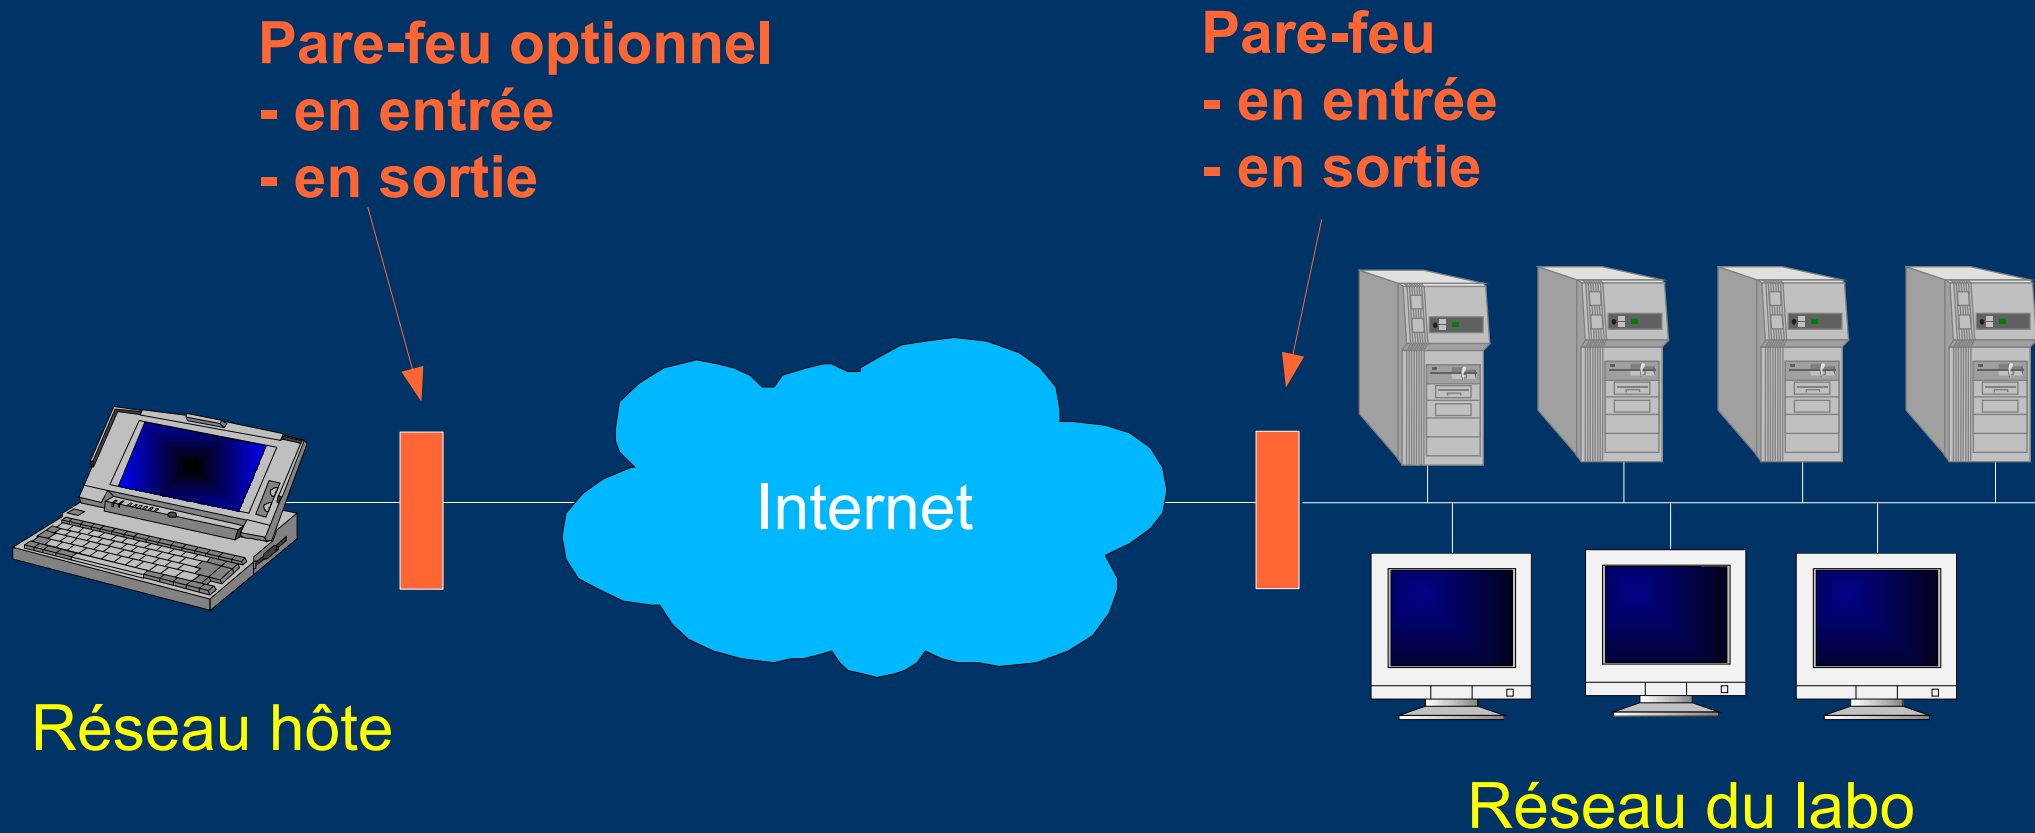 Pare-feu optionnel
- en entrée
- en sortie
Pare-feu
- en entrée
- en sortie
Internet
Réseau hôte
Réseau du labo